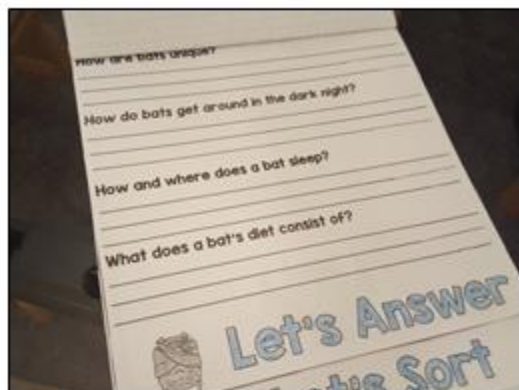 How are bats unique?
How do bats get around in the dark night?
How and where does a bat sleep?
What does a bat's diet consist of?
Let's Answer
Let's Sort